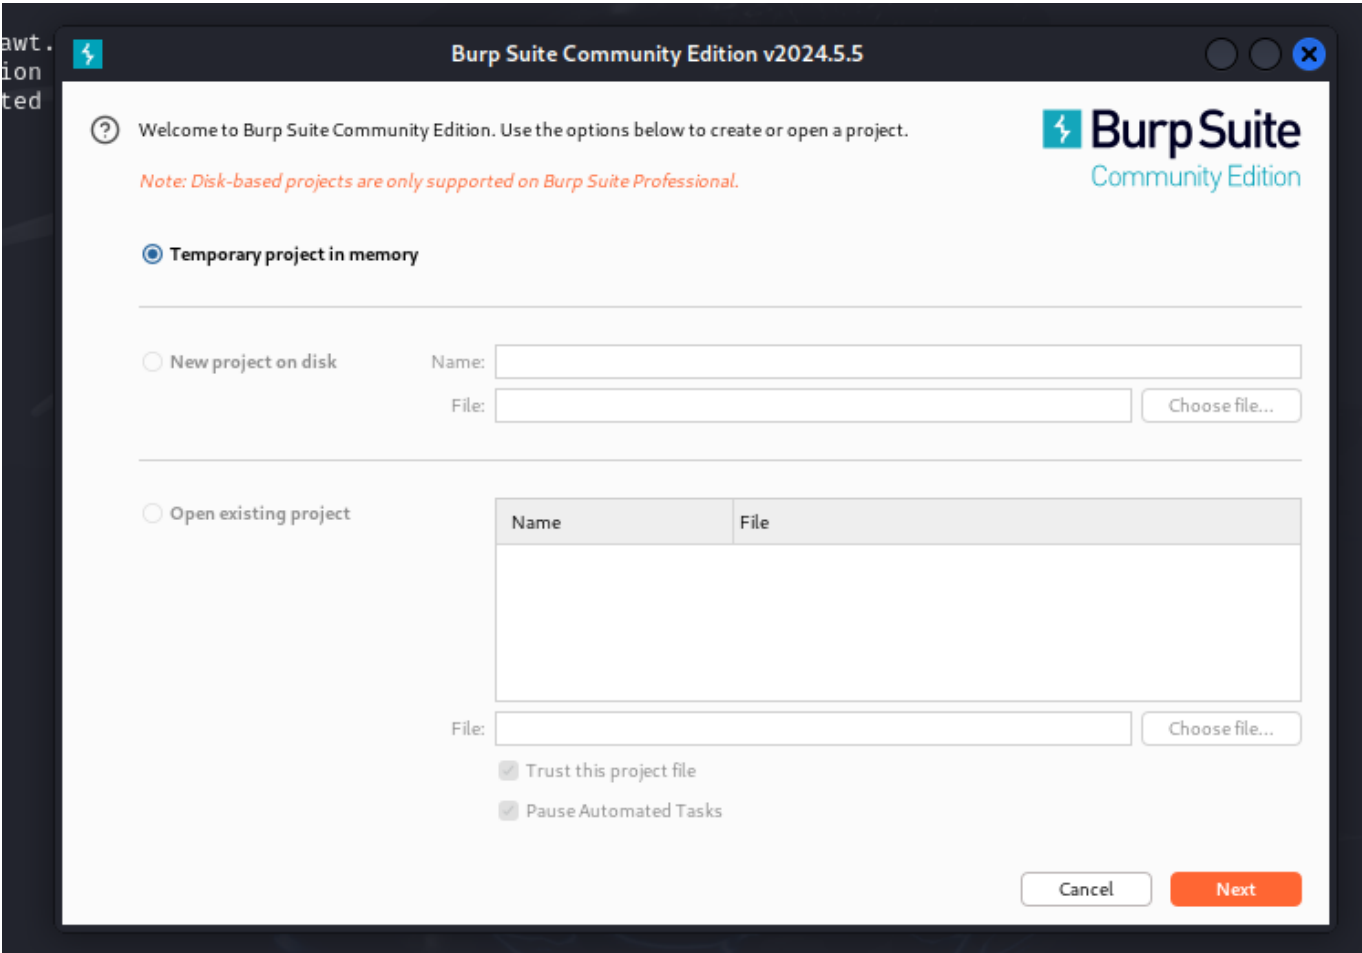 awt.
ion
ted
Burp Suite Community Edition v2024.5.5
Welcome to Burp Suite Community Edition. Use the options below to create or open a project.
Note: Disk-based projects are only supported on Burp Suite Professional.
Burp Suite
Community Edition
Temporary project in memory
New project on disk
Name:
File:
Choose file...
Open existing project
Name File
File:
Choose file...
Trust this project file
Pause Automated Tasks
Cancel Next